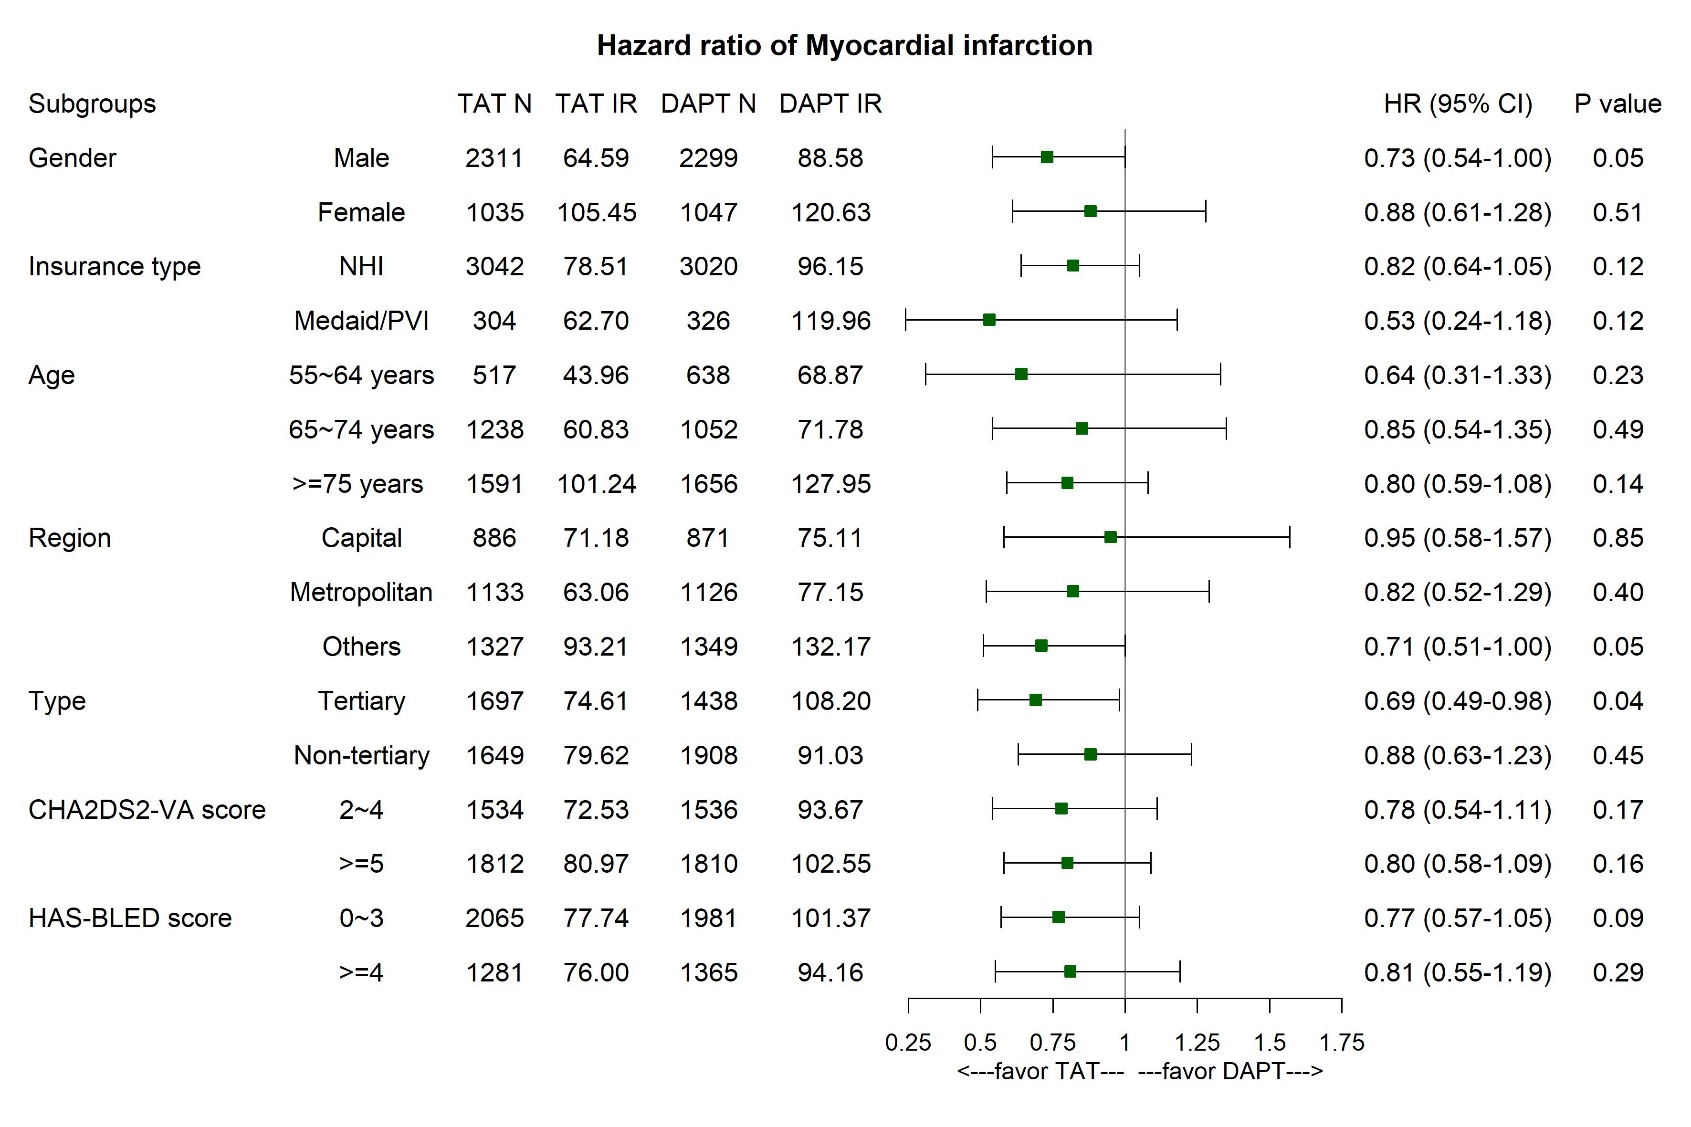 Hazard ratio of Myocardial infarction
Subgroups TAT N TAT IR DAPT N DAPT IR HR (95% CI) P value
Gender Male 2311 64.59 2299 88.58 0.73 (0.54-1.00) 0.05
Female 1035 105.45 1047 120.63 0.88 (0.61-1.28) 0.51
Insurance type NHI 3042 78.51 3020 96.15 0.82 (0.64-1.05) 0.12
Medaid/PVI 304 62.70 326 119.96 0.53 (0.24-1.18) 0.12
Age 55~64 years 517 43.96 638 68.87 0.64 (0.31-1.33) 0.23
65~74 years 1238 60.83 1052 71.78 0.85 (0.54-1.35) 0.49
>=75 years 1591 101.24 1656 127.95 0.80 (0.59-1.08) 0.14
Region Capital 886 71.18 871 75.11 0.95 (0.58-1.57) 0.85
Metropolitan 1133 63.06 1126 77.15 0.82 (0.52-1.29) 0.40
Others 1327 93.21 1349 132.17 0.71 (0.51-1.00) 0.05
Type Tertiary 1697 74.61 1438 108.20 0.69 (0.49-0.98) 0.04
Non-tertiary 1649 79.62 1908 91.03 0.88 (0.63-1.23) 0.45
CHA2DS2-VA score 2~4 1534 72.53 1536 93.67 0.78 (0.54-1.11) 0.17
>=5 1812 80.97 1810 102.55 0.80 (0.58-1.09) 0.16
HAS-BLED score 0~3 2065 77.74 1981 101.37 0.77 (0.57-1.05) 0.09
>=4 1281 76.00 1365 94.16 0.81 (0.55-1.19) 0.29
0.25 0.5 0.75 1 1.25 1.5 1.75
<---favor TAT--- ---favor DAPT--->